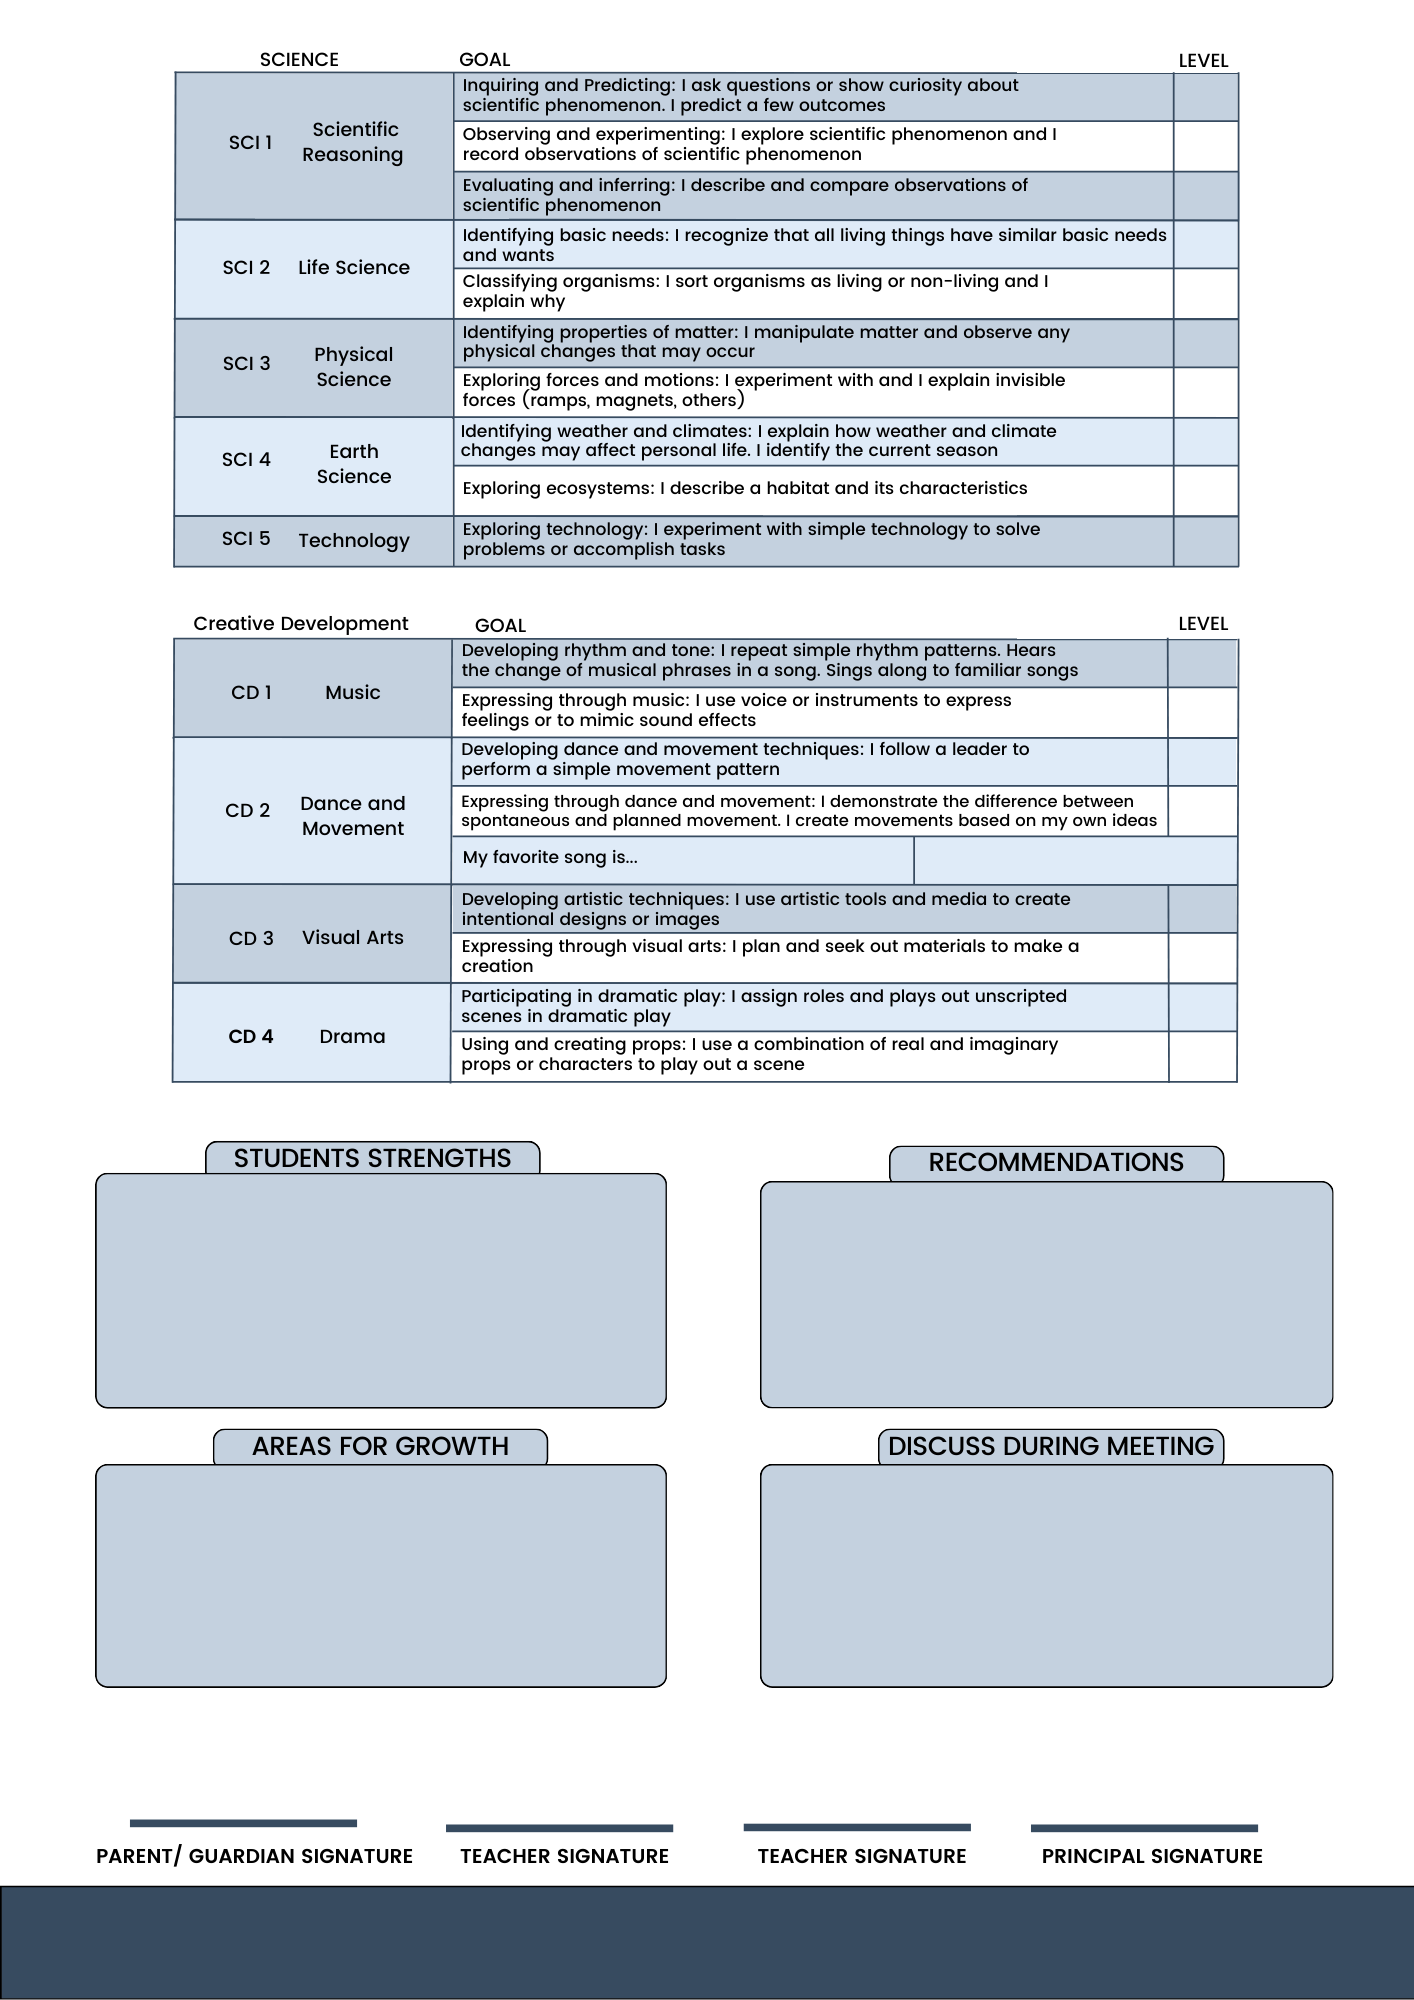 SCIENCE GOAL LEVEL
SCI 1 Scientific
Reasoning
Inquiring and Predicting: I ask questions or show curiosity about
scientific phenomenon. I predict a few outcomes
Observing and experimenting: I explore scientific phenomenon and I
record observations of scientific phenomenon
Evaluating and inferring: I describe and compare observations of
scientific phenomenon
SCI 2 Life Science
Identifying basic needs: I recognize that all living things have similar basic needs
and wants
Classifying organisms: I sort organisms as living or non-living and I
explain why
SCI 3 Physical
Science
Identifying properties of matter: I manipulate matter and observe any
physical changes that may occur
Exploring forces and motions: I experiment with and I explain invisible
forces (ramps, magnets, others)
SCI 4 Earth
Science
Identifying weather and climates: I explain how weather and climate
changes may affect personal life. I identify the current season
Exploring ecosystems: I describe a habitat and its characteristics
SCI 5 Technology
Exploring technology: I experiment with simple technology to solve
problems or accomplish tasks
Creative Development GOAL LEVEL
CD 1 Music
Developing rhythm and tone: I repeat simple rhythm patterns. Hears
the change of musical phrases in a song. Sings along to familiar songs
Expressing through music: I use voice or instruments to express
feelings or to mimic sound effects
CD 2 Dance and
Movement
Developing dance and movement techniques: I follow a leader to
perform a simple movement pattern
Expressing through dance and movement: I demonstrate the difference between
spontaneous and planned movement. I create movements based on my own ideas
My favorite song is...
CD 3 Visual Arts
Developing artistic techniques: I use artistic tools and media to create
intentional designs or images
Expressing through visual arts: I plan and seek out materials to make a
creation
CD 4 Drama
Participating in dramatic play: I assign roles and plays out unscripted
scenes in dramatic play
Using and creating props: I use a combination of real and imaginary
props or characters to play out a scene
STUDENTS STRENGTHS
RECOMMENDATIONS
AREAS FOR GROWTH
DISCUSS DURING MEETING
PARENT/ GUARDIAN SIGNATURE TEACHER SIGNATURE TEACHER SIGNATURE PRINCIPAL SIGNATURE